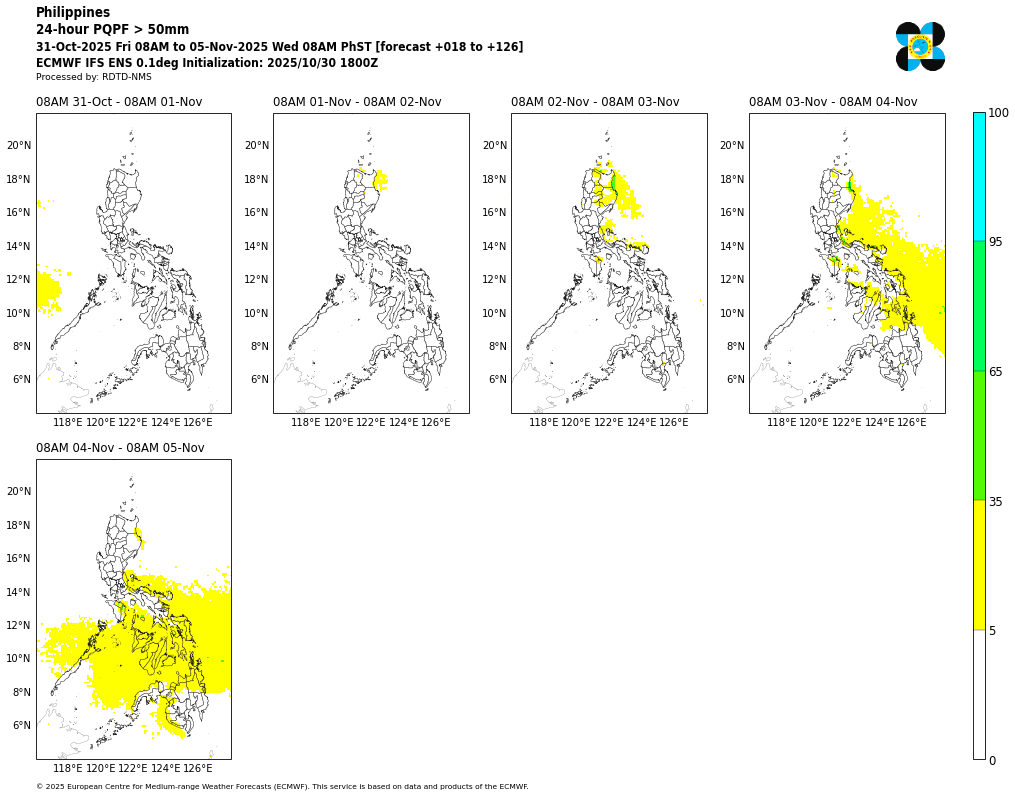 Philippines
24-hour PQPF > 50mm
31-Oct-2025 Fri 08AM to 05-Nov-2025 Wed 08AM PhST [forecast +018 to +126]
ECMWF IFS ENS 0.1deg Initialization: 2025/10/30 1800Z
Processed by: RDTD-NMS
08AM 31-Oct - 08AM 01-Nov
08AM 01-Nov - 08AM 02-Nov
08AM 02-Nov - 08AM 03-Nov
08AM 03-Nov - 08AM 04-Nov
20°N 20°N 20°N 20°N
18°N 18°N 18°N 18°N
16°N 16°N 16°N 16°N
14°N 14°N 14°N 14°N
12°N 12°N 12°N 12°N
10°N 10°N 10°N 10°N
8°N 8°N 8°N 8°N
6°N 6°N 6°N 6°N
118°E 120°E 122°E 124°E 126°E 118°E 120°E 122°E 124°E 126°E 118°E 120°E 122°E 124°E 126°E 118°E 120°E 122°E 124°E 126°E
100
95
65
35
5
0
08AM 04-Nov - 08AM 05-Nov
20°N
18°N
16°N
14°N
12°N
10°N
8°N
6°N
118°E 120°E 122°E 124°E 126°E
© 2025 European Centre for Medium-range Weather Forecasts (ECMWF). This service is based on data and products of the ECMWF.